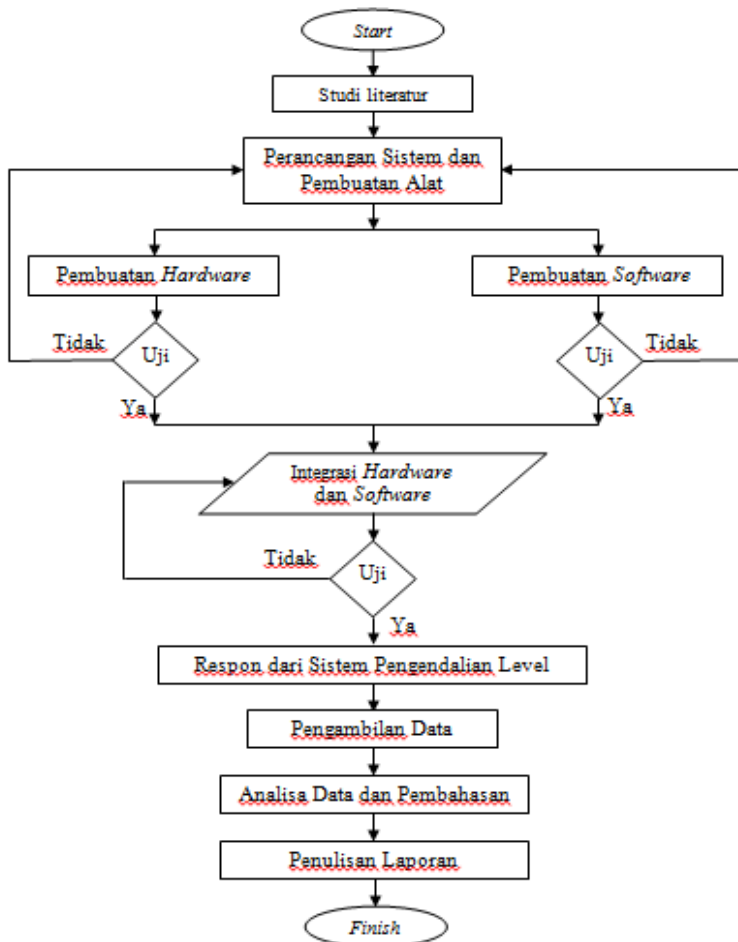 Start
Studi literatur
Perancangan Sistem dan
Pembuatan Alat
Pembuatan Hardware
Pembuatan Software
Tidak
Uji
Uji
Tidak
Ya
Ya
Integrasi Hardware
dan Software
Tidak
Uji
Ya
Respon dari Sistem Pengendalian Level
Pengambilan Data
Analisa Data dan Pembahasan
Penulisan Laporan
Finish